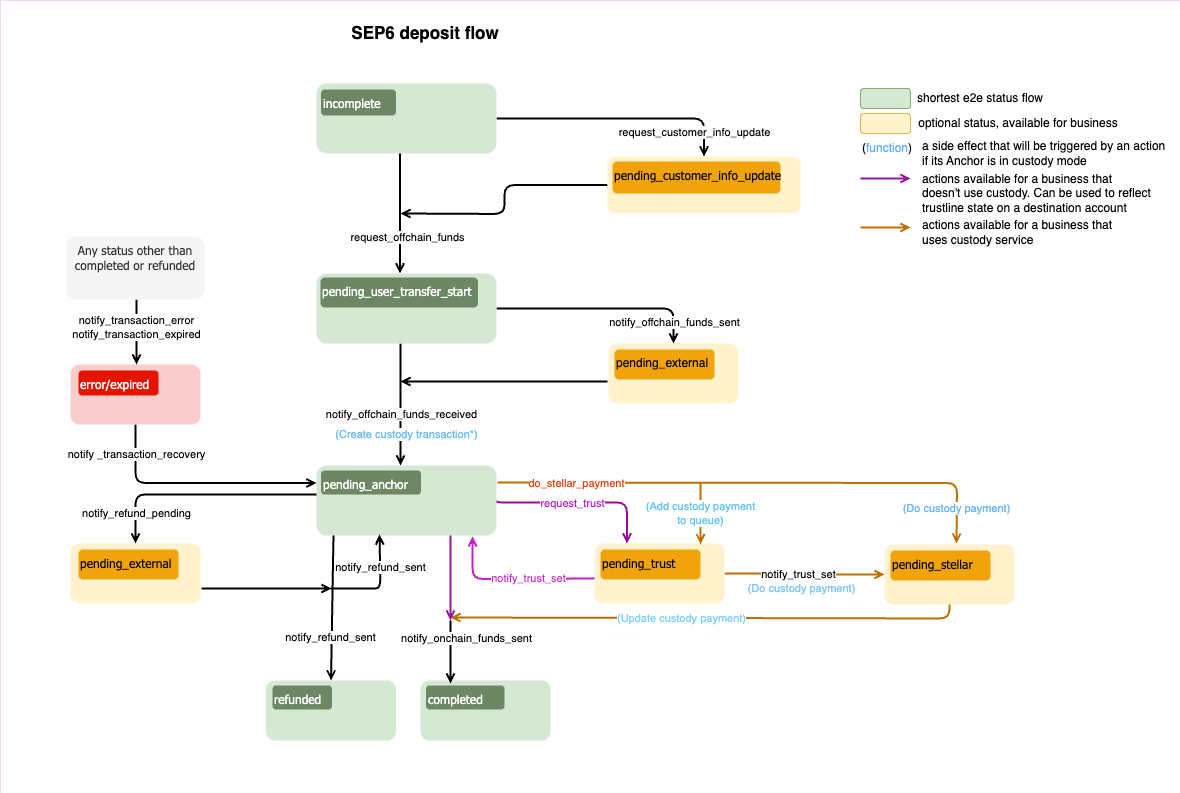 SEP6 deposit flow
incomplete
request_customer_info_update
pending_customer_info_update
request_offchain_funds
shortest e2e status flow
optional status, available for business
(function)
a side effect that will be triggered by an action
if its Anchor is in custody mode
actions available for a business that
doesn't use custody. Can be used to reflect
trustline state on a destination account
actions available for a business that
uses custody service
Any status other than
completed or refunded
notify_transaction_error
notify_transaction_expired
error/expired
notify _transaction_recovery
pending_user_transfer_start
notify_offchain_funds_sent
pending_external
notify_offchain_funds_received
(Create custody transaction*)
pending_anchor
do_stellar_payment
request_trust
(Add custody payment
to queue)
(Do custody payment)
notify_refund_pending
pending_external
notify_refund_sent
notify_trust_set
pending_trust
notify_trust_set
(Do custody payment)
pending_stellar
(Update custody payment)
notify_refund_sent
notify_onchain_funds_sent
refunded
completed